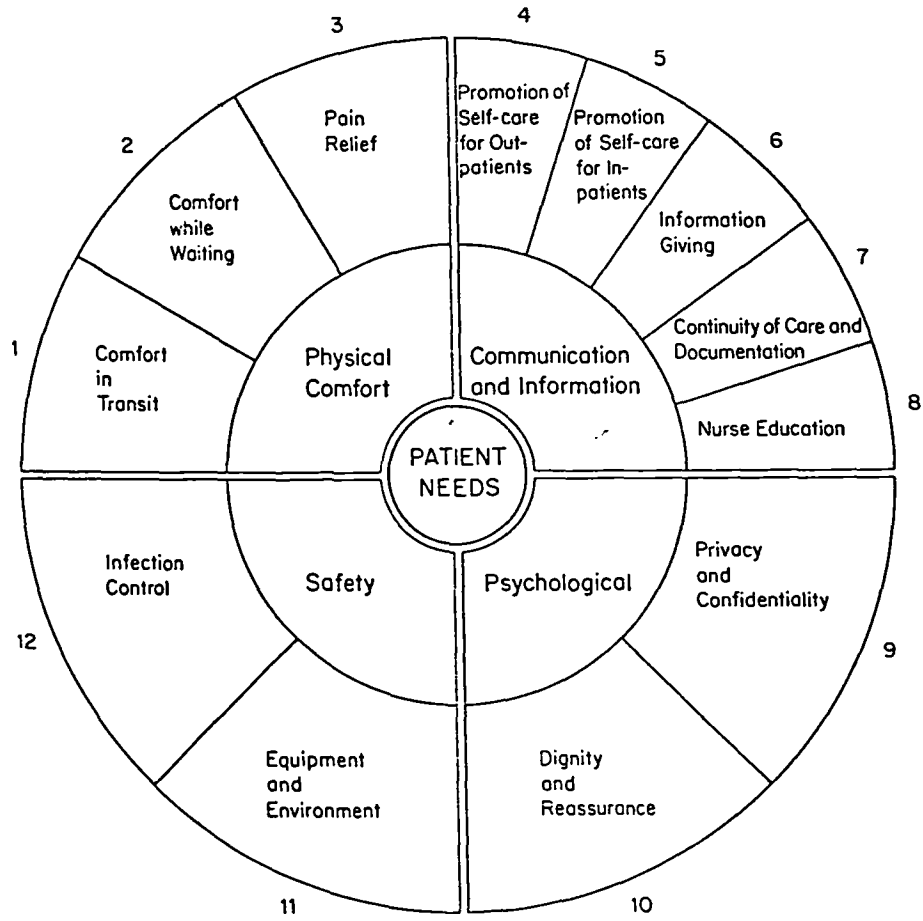 1
Comfort
in
Transit
2
Comfort
while
Waiting
3
Pain
Relief
4
Promotion of
Self-care
for Out-
patients
5
Promotion
of Self-care
for In-
patients
6
Information
Giving
7
Continuity of Care and
Documentation
8
Nurse Education
9
Privacy
and
Confidentiality
10
Dignity
and
Reassurance
11
Equipment
and
Environment
12
Infection
Control
Physical
Comfort
Communication
and Information
Safety
Psychological
PATIENT
NEEDS